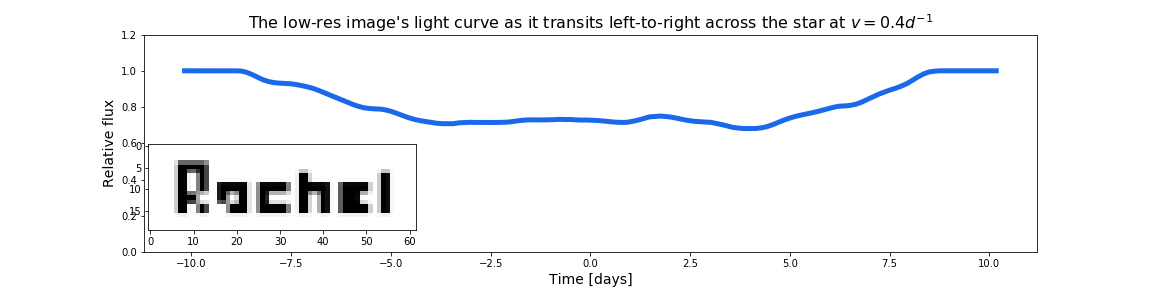 The low-res image's light curve as it transits left-to-right across the star at v = 0.4d⁻¹
1.2
1.0
0.8
0.6
0.4
0.2
0.0
Relative flux
0
5
10
15
Rachel
0 10 20 30 40 50 60
−10.0 −7.5 −5.0 −2.5 0.0 2.5 5.0 7.5 10.0
Time [days]